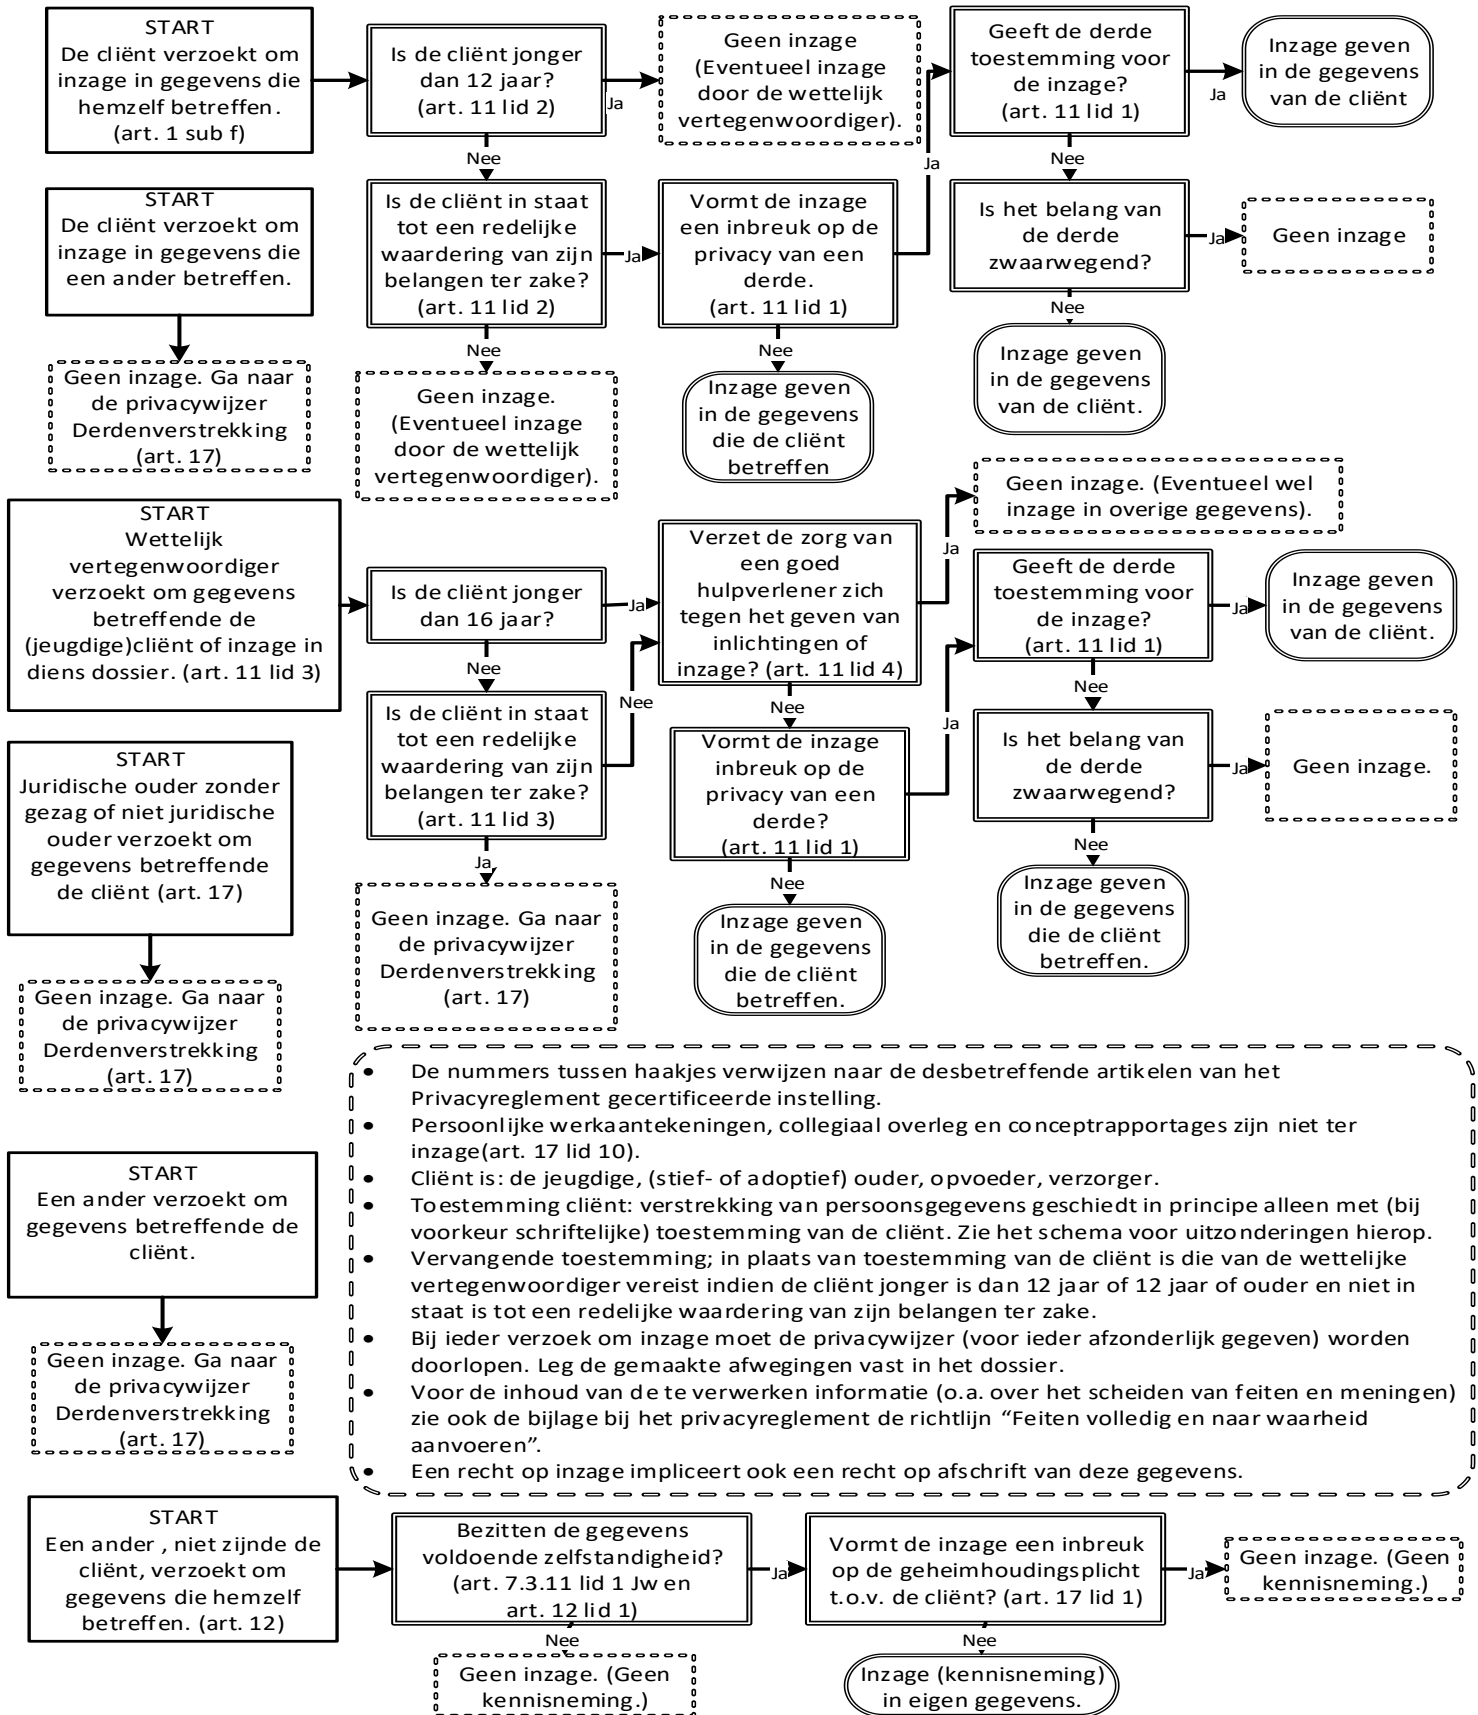 START
De cliënt verzoekt om
inzage in gegevens die
hemzelf betreffen.
(art. 1 sub f)
Is de cliënt jonger
dan 12 jaar?
(art. 11 lid 2)
Ja
Geen inzage
(Eventueel inzage
door de wettelijk
vertegenwoordiger).
Geeft de derde
toestemming voor
de inzage?
(art. 11 lid 1)
Ja
Inzage geven
in de gegevens
van de cliënt
Nee
Nee
Ja
START
De cliënt verzoekt om
inzage in gegevens die
een ander betreffen.
Is de cliënt in staat
tot een redelijke
waardering van zijn
belangen ter zake?
(art. 11 lid 2)
Ja
Vormt de inzage
een inbreuk op de
privacy van een
derde.
(art. 11 lid 1)
Is het belang van
de derde
zwaarwegend?
Ja
Geen inzage
Nee
Nee
Nee
Geen inzage. Ga naar
de privacywijzer
Derdenverstrekking
(art. 17)
Geen inzage.
(Eventueel inzage
door de wettelijk
vertegenwoordiger).
Inzage geven
in de gegevens
die de cliënt
betreffen
Inzage geven
in de gegevens
van de cliënt.
START
Wettelijk
vertegenwoordiger
verzoekt om gegevens
betreffende de
(jeugdige)cliënt of inzage in
diens dossier. (art. 11 lid 3)
Is de cliënt jonger
dan 16 jaar?
Ja
Verzet de zorg van
een goed
hulpverlener zich
tegen het geven van
inlichtingen of
inzage? (art. 11 lid 4)
Ja
Geen inzage. (Eventueel wel
inzage in overige gegevens).
Geeft de derde
toestemming voor
de inzage?
(art. 11 lid 1)
Ja
Inzage geven
in de gegevens
van de cliënt.
Nee
Nee
Nee
Nee
Ja
START
Juridische ouder zonder
gezag of niet juridische
ouder verzoekt om
gegevens betreffende
de cliënt (art. 17)
Is de cliënt in staat
tot een redelijke
waardering van zijn
belangen ter zake?
(art. 11 lid 3)
Vormt de inzage
inbreuk op de
privacy van een
derde?
(art. 11 lid 1)
Is het belang van
de derde
zwaarwegend?
Ja
Geen inzage.
Ja
Nee
Nee
Geen inzage. Ga naar
de privacywijzer
Derdenverstrekking
(art. 17)
Geen inzage. Ga naar
de privacywijzer
Derdenverstrekking
(art. 17)
Inzage geven
in de gegevens
die de cliënt
betreffen.
Inzage geven
in de gegevens
die de cliënt
betreffen.
• De nummers tussen haakjes verwijzen naar de desbetreffende artikelen van het
Privacyreglement gecertificeerde instelling.
• Persoonlijke werkaantekeningen, collegiaal overleg en conceptrapportages zijn niet ter
inzage(art. 17 lid 10).
• Cliënt is: de jeugdige, (stief- of adoptief) ouder, opvoeder, verzorger.
• Toestemming cliënt: verstrekking van persoonsgegevens geschiedt in principe alleen met (bij
voorkeur schriftelijke) toestemming van de cliënt. Zie het schema voor uitzonderingen hierop.
• Vervangende toestemming; in plaats van toestemming van de cliënt is die van de wettelijke
vertegenwoordiger vereist indien de cliënt jonger is dan 12 jaar of 12 jaar of ouder en niet in
staat is tot een redelijke waardering van zijn belangen ter zake.
• Bij ieder verzoek om inzage moet de privacywijzer (voor ieder afzonderlijk gegeven) worden
doorlopen. Leg de gemaakte afwegingen vast in het dossier.
• Voor de inhoud van de te verwerken informatie (o.a. over het scheiden van feiten en meningen)
zie ook de bijlage bij het privacyreglement de richtlijn “Feiten volledig en naar waarheid
aanvoeren”.
• Een recht op inzage impliceert ook een recht op afschrift van deze gegevens.
START
Een ander verzoekt om
gegevens betreffende de
cliënt.
Geen inzage. Ga naar
de privacywijzer
Derdenverstrekking
(art. 17)
START
Een ander , niet zijnde de
cliënt, verzoekt om
gegevens die hemzelf
betreffen. (art. 12)
Bezitten de gegevens
voldoende zelfstandigheid?
(art. 7.3.11 lid 1 Jw en
art. 12 lid 1)
Ja
Vormt de inzage een inbreuk
op de geheimhoudingsplicht
t.o.v. de cliënt? (art. 17 lid 1)
Ja
Geen inzage. (Geen
kennisneming.)
Nee
Nee
Geen inzage. (Geen
kennisneming.)
Inzage (kennisneming)
in eigen gegevens.